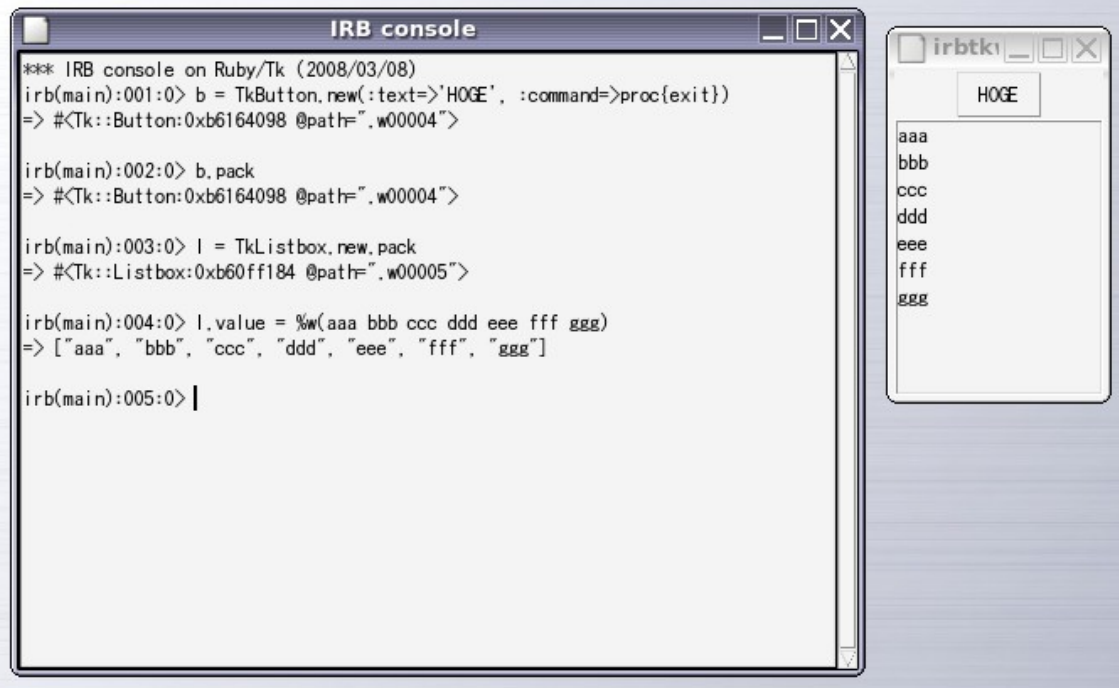 IRB console
*** IRB console on Ruby/Tk (2008/03/08)
irb(main):001:0> b = TkButton.new(:text=>'HOGE', :command=>proc{exit})
=> #<Tk::Button:0xb6164098 @path=".w00004">
irb(main):002:0> b.pack
=> #<Tk::Button:0xb6164098 @path=".w00004">
irb(main):003:0> l = TkListbox.new.pack
=> #<Tk::Listbox:0xb60ff184 @path=".w00005">
irb(main):004:0> l.value = %w(aaa bbb ccc ddd eee fff ggg)
=> ["aaa", "bbb", "ccc", "ddd", "eee", "fff", "ggg"]
irb(main):005:0>
HOGE
aaa
bbb
ccc
ddd
eee
fff
ggg